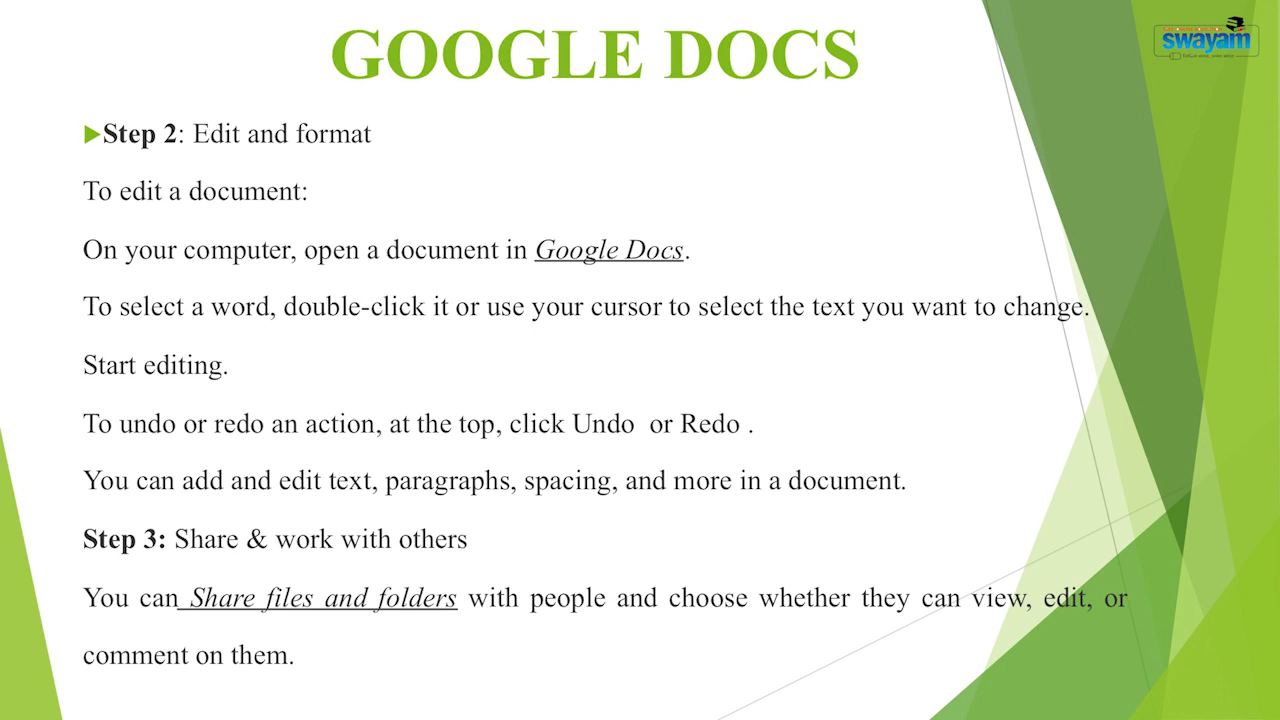 GOOGLE DOCS
swayam
Step 2: Edit and format
To edit a document:
On your computer, open a document in Google Docs.
To select a word, double-click it or use your cursor to select the text you want to change.
Start editing.
To undo or redo an action, at the top, click Undo  or Redo .
You can add and edit text, paragraphs, spacing, and more in a document.
Step 3: Share & work with others
You can Share files and folders with people and choose whether they can view, edit, or
comment on them.